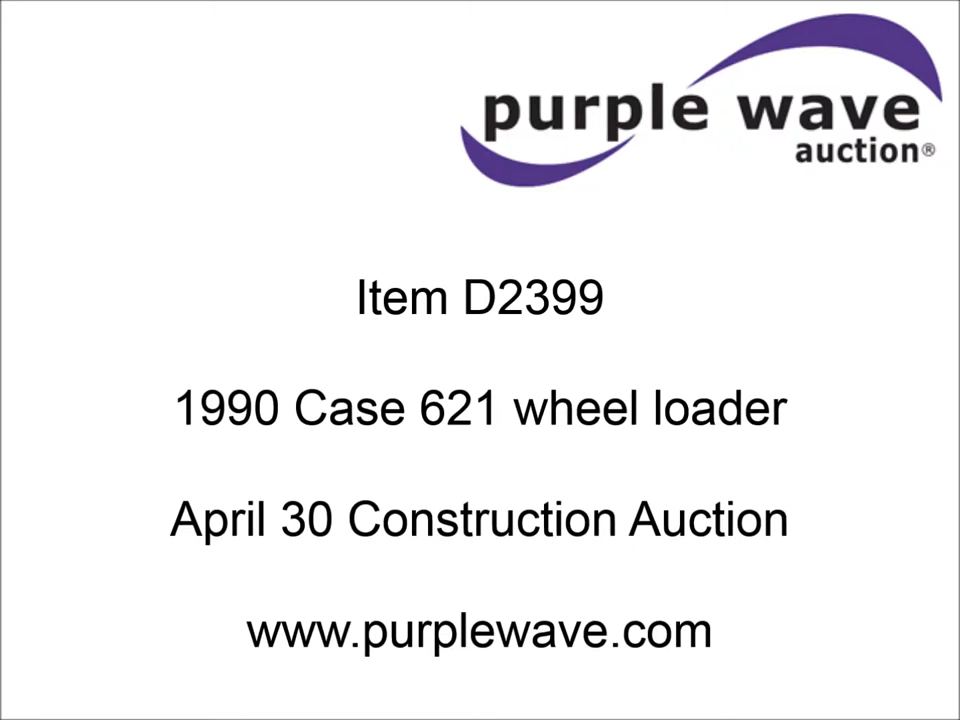 purple wave
auction®
Item D2399
1990 Case 621 wheel loader
April 30 Construction Auction
www.purplewave.com